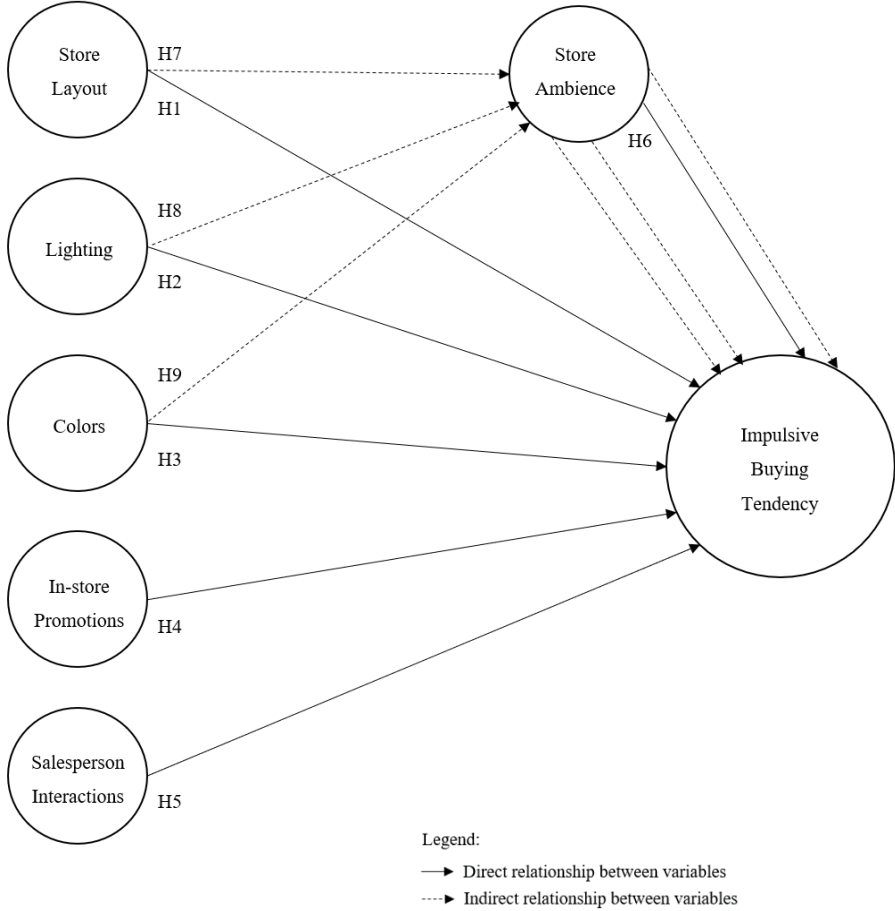 Store
Layout
H7
H1
Store
Ambience
H6
Lighting
H8
H2
Colors
H9
H3
Impulsive
Buying
Tendency
In-store
Promotions
H4
Salesperson
Interactions
H5
Legend:
Direct relationship between variables
Indirect relationship between variables